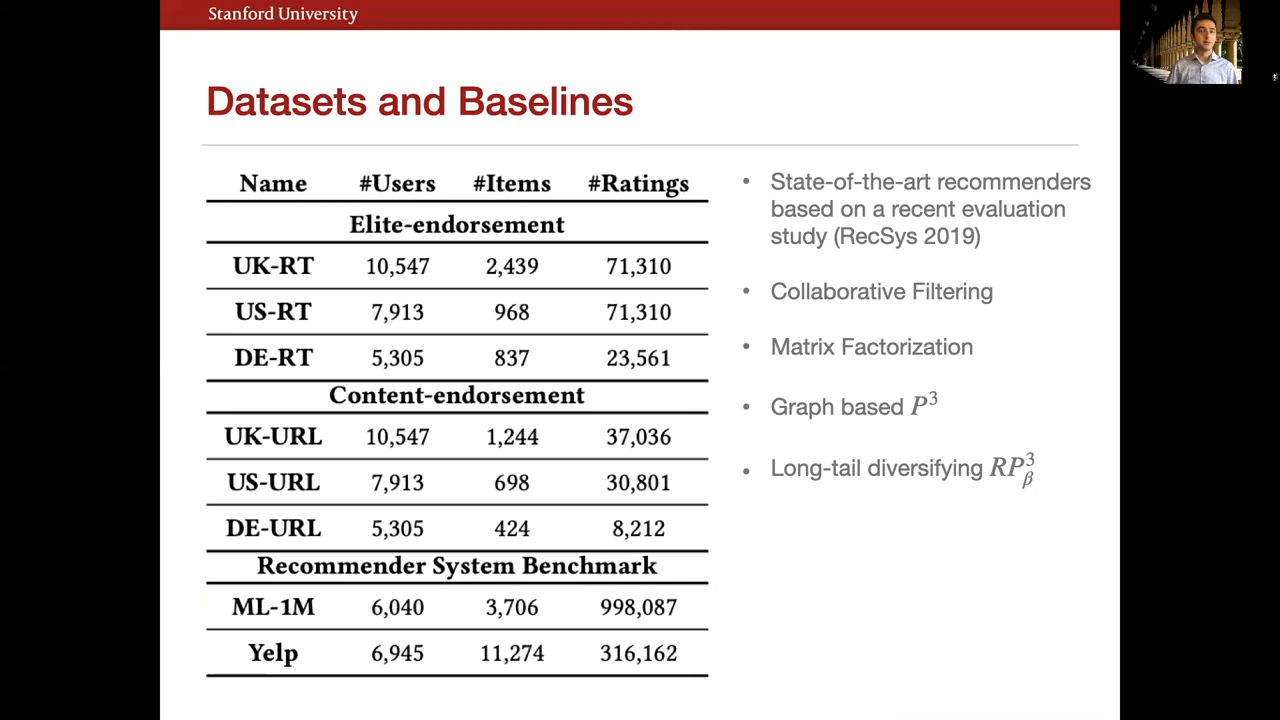 Stanford University
Datasets and Baselines
Name #Users #Items #Ratings
Elite-endorsement
UK-RT 10,547 2,439 71,310
US-RT 7,913 968 71,310
DE-RT 5,305 837 23,561
Content-endorsement
UK-URL 10,547 1,244 37,036
US-URL 7,913 698 30,801
DE-URL 5,305 424 8,212
Recommender System Benchmark
ML-1M 6,040 3,706 998,087
Yelp 6,945 11,274 316,162
• State-of-the-art recommenders
based on a recent evaluation
study (RecSys 2019)
• Collaborative Filtering
• Matrix Factorization
• Graph based P³
• Long-tail diversifying RP³β